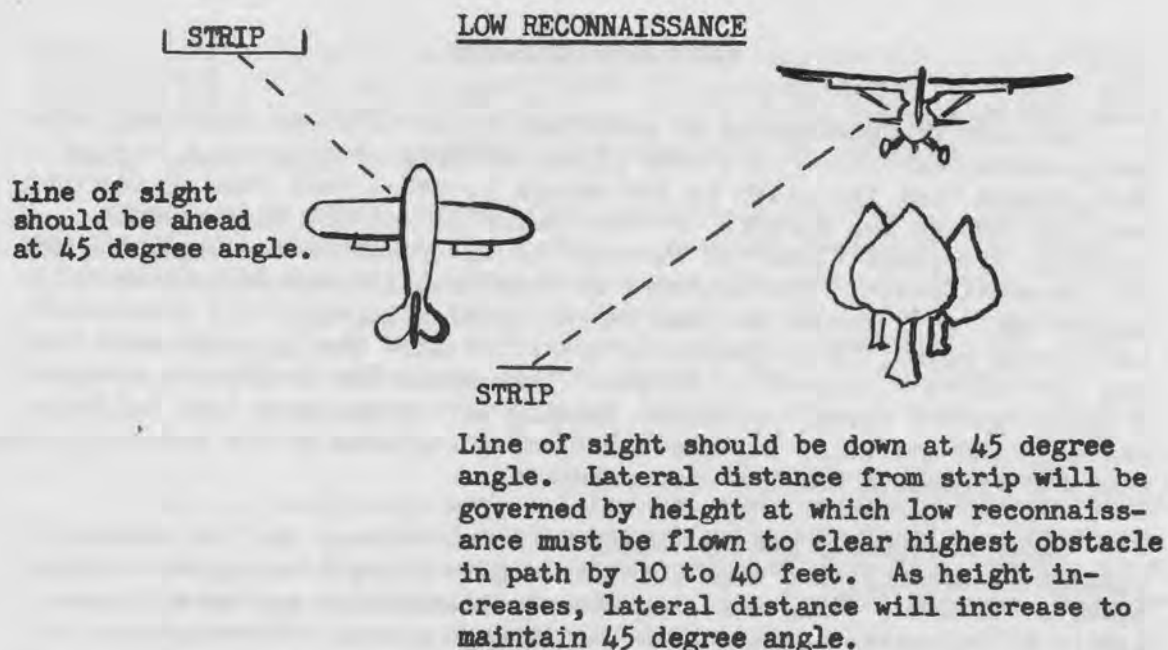 LOW RECONNAISSANCE
STRIP
Line of sight
should be ahead
at 45 degree angle.
STRIP
Line of sight should be down at 45 degree
angle. Lateral distance from strip will be
governed by height at which low reconnaiss-
ance must be flown to clear highest obstacle
in path by 10 to 40 feet. As height in-
creases, lateral distance will increase to
maintain 45 degree angle.